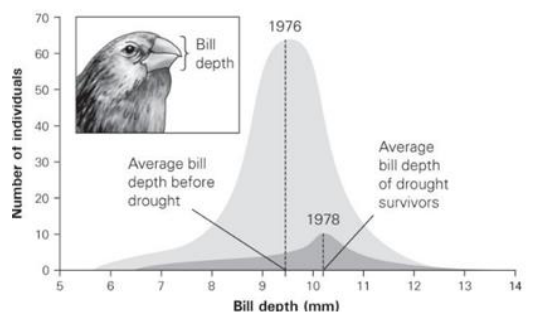 70
60
50
40
30
20
10
0
Number of individuals
Bill
depth
1976
Average bill
depth before
drought
1978
Average
bill depth
of drought
survivors
5 6 7 8 9 10 11 12 13 14
Bill depth (mm)